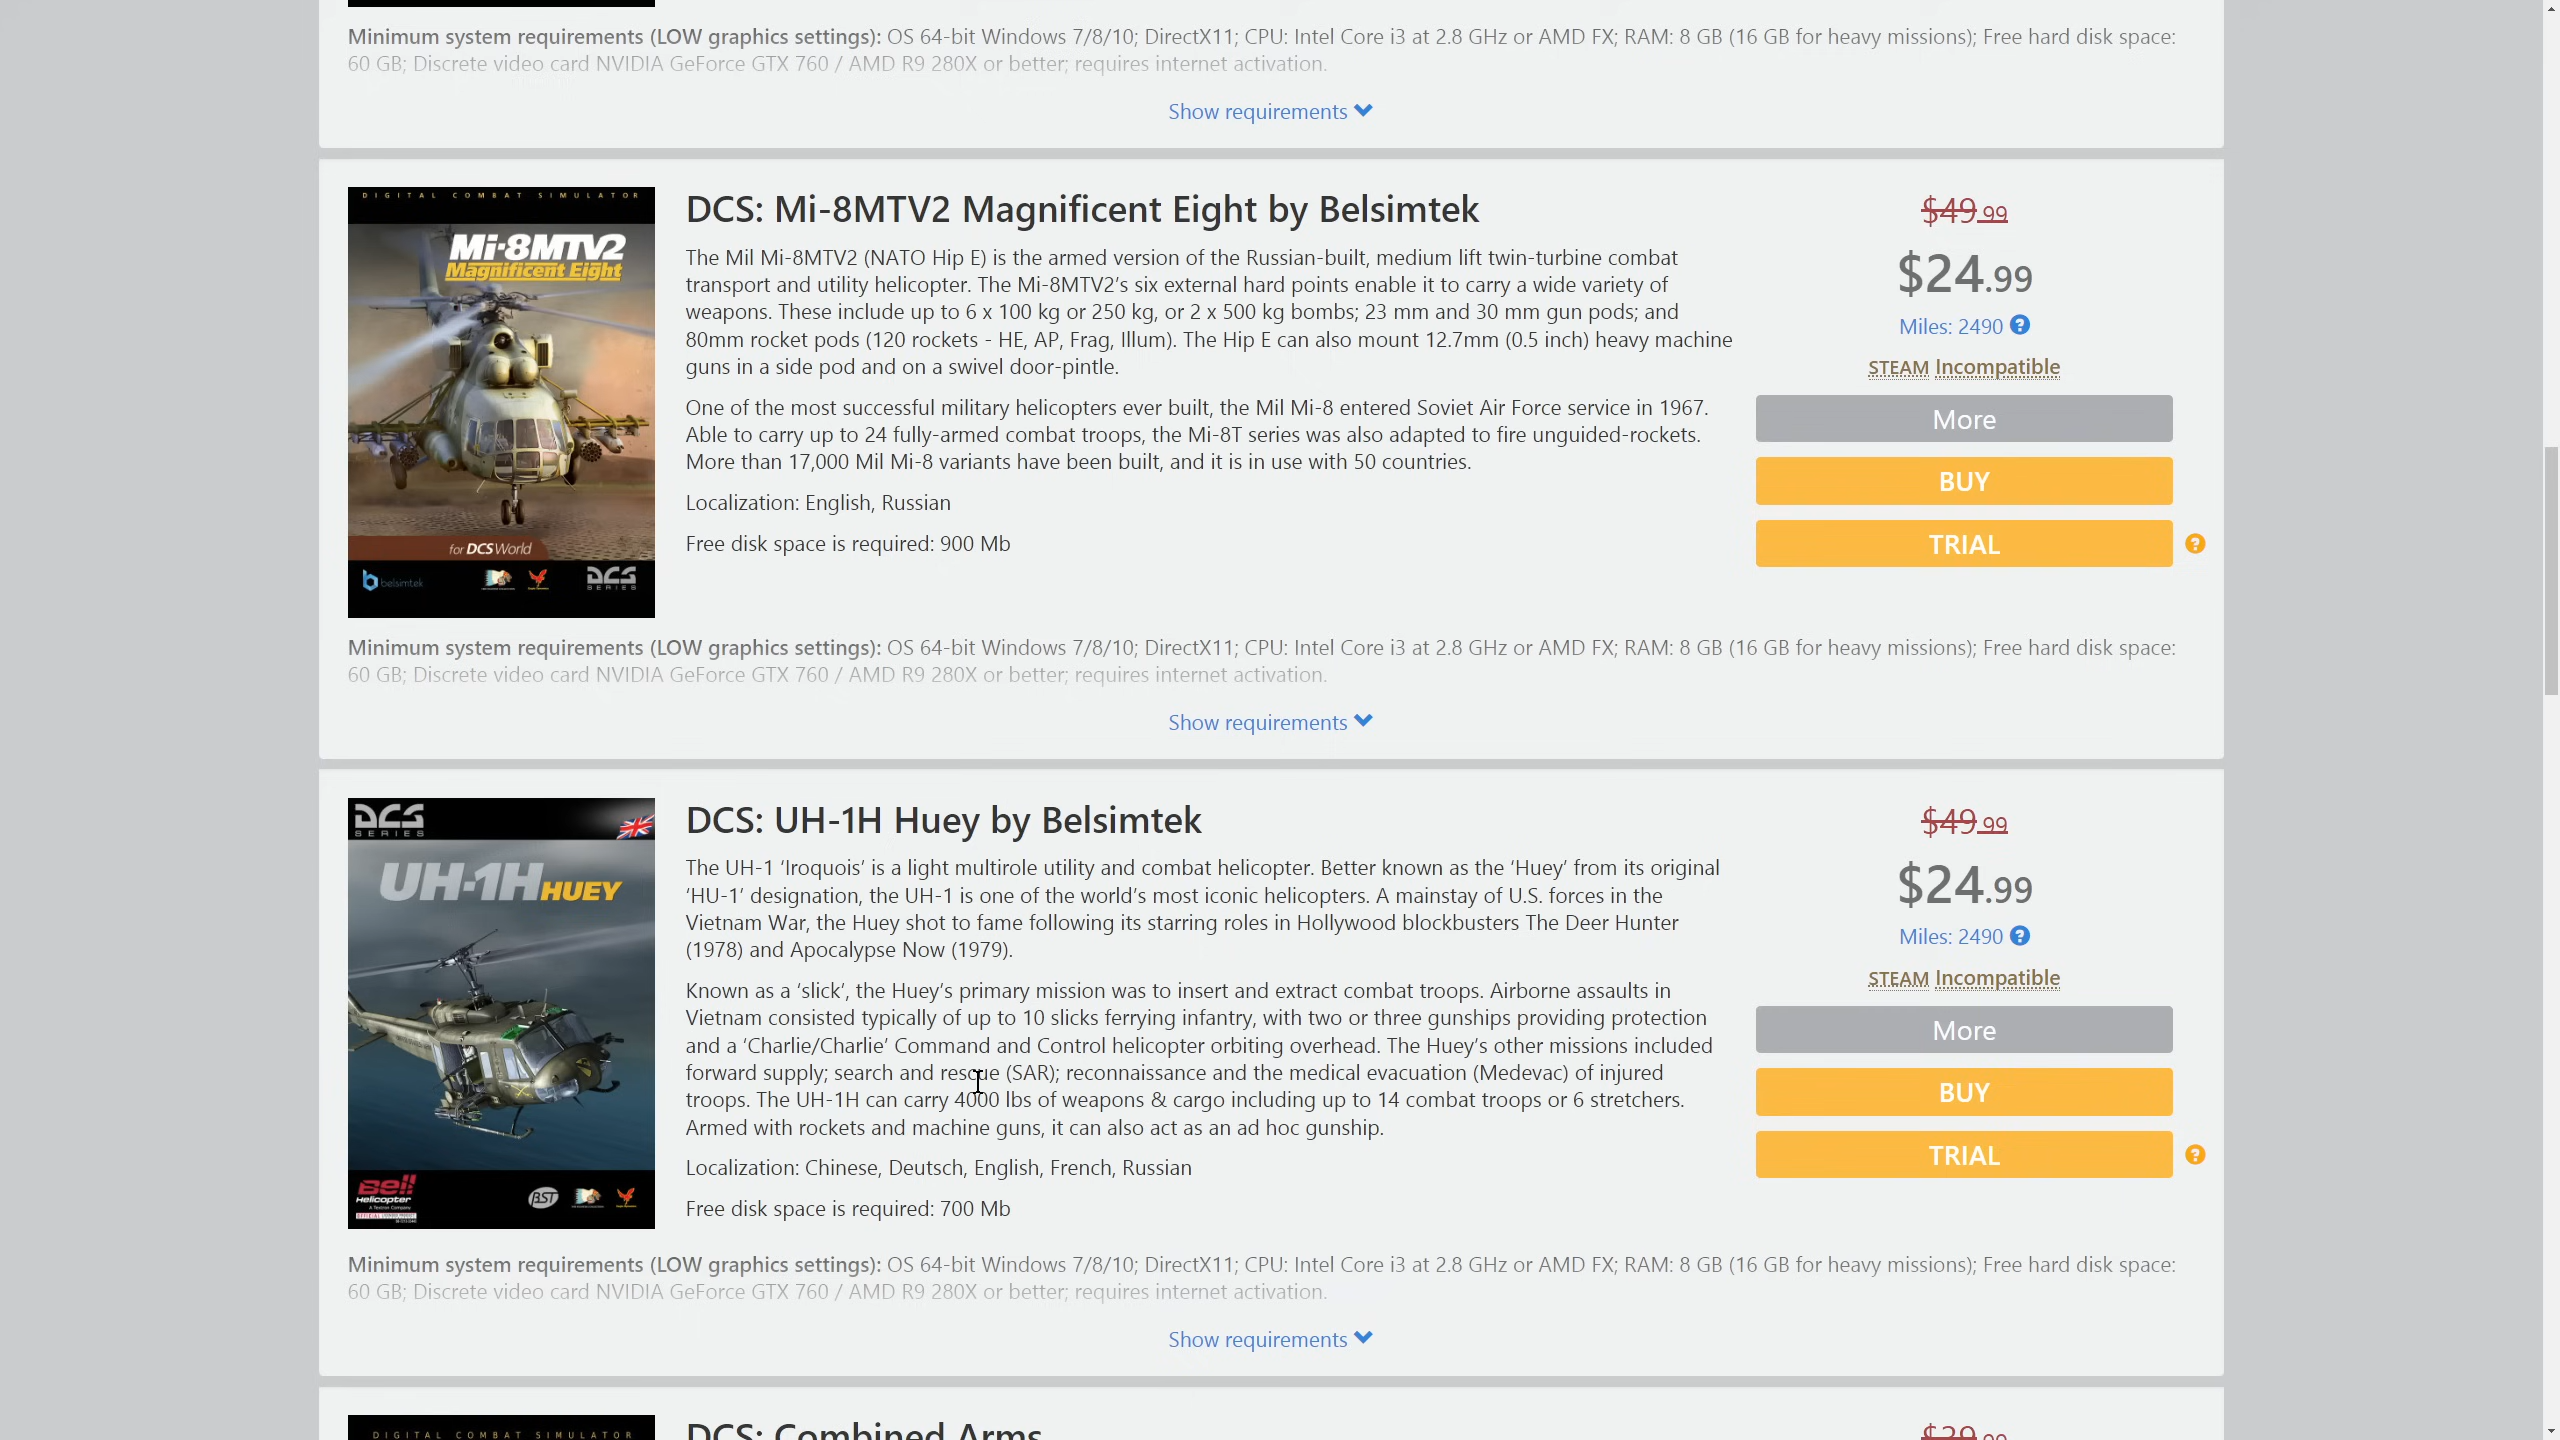 Minimum system requirements (LOW graphics settings): OS 64-bit Windows 7/8/10; DirectX11; CPU: Intel Core i3 at 2.8 GHz or AMD FX; RAM: 8 GB (16 GB for heavy missions); Free hard disk space:
60 GB; Discrete video card NVIDIA GeForce GTX 760 / AMD R9 280X or better; requires internet activation.
Show requirements
DIGITAL COMBAT SIMULATOR
Mi-8MTV2
Magnificent Eight
for DCS World
belsimtek
DCS
SERIES
DCS: Mi-8MTV2 Magnificent Eight by Belsimtek
The Mil Mi-8MTV2 (NATO Hip E) is the armed version of the Russian-built, medium lift twin-turbine combat
transport and utility helicopter. The Mi-8MTV2's six external hard points enable it to carry a wide variety of
weapons. These include up to 6 x 100 kg or 250 kg, or 2 x 500 kg bombs; 23 mm and 30 mm gun pods; and
80mm rocket pods (120 rockets - HE, AP, Frag, Illum). The Hip E can also mount 12.7mm (0.5 inch) heavy machine
guns in a side pod and on a swivel door-pintle.
One of the most successful military helicopters ever built, the Mil Mi-8 entered Soviet Air Force service in 1967.
Able to carry up to 24 fully-armed combat troops, the Mi-8T series was also adapted to fire unguided-rockets.
More than 17,000 Mil Mi-8 variants have been built, and it is in use with 50 countries.
Localization: English, Russian
Free disk space is required: 900 Mb
$49.99
$24.99
Miles: 2490 ?
STEAM Incompatible
More
BUY
TRIAL ?
Minimum system requirements (LOW graphics settings): OS 64-bit Windows 7/8/10; DirectX11; CPU: Intel Core i3 at 2.8 GHz or AMD FX; RAM: 8 GB (16 GB for heavy missions); Free hard disk space:
60 GB; Discrete video card NVIDIA GeForce GTX 760 / AMD R9 280X or better; requires internet activation.
Show requirements
DCS
SERIES
UH-1H HUEY
Bell
Helicopter
A Textron Company
BST
DCS: UH-1H Huey by Belsimtek
The UH-1 ‘Iroquois’ is a light multirole utility and combat helicopter. Better known as the ‘Huey’ from its original
‘HU-1’ designation, the UH-1 is one of the world’s most iconic helicopters. A mainstay of U.S. forces in the
Vietnam War, the Huey shot to fame following its starring roles in Hollywood blockbusters The Deer Hunter
(1978) and Apocalypse Now (1979).
Known as a ‘slick’, the Huey’s primary mission was to insert and extract combat troops. Airborne assaults in
Vietnam consisted typically of up to 10 slicks ferrying infantry, with two or three gunships providing protection
and a ‘Charlie/Charlie’ Command and Control helicopter orbiting overhead. The Huey’s other missions included
forward supply; search and rescue (SAR); reconnaissance and the medical evacuation (Medevac) of injured
troops. The UH-1H can carry 4000 lbs of weapons & cargo including up to 14 combat troops or 6 stretchers.
Armed with rockets and machine guns, it can also act as an ad hoc gunship.
Localization: Chinese, Deutsch, English, French, Russian
Free disk space is required: 700 Mb
$49.99
$24.99
Miles: 2490 ?
STEAM Incompatible
More
BUY
TRIAL ?
Minimum system requirements (LOW graphics settings): OS 64-bit Windows 7/8/10; DirectX11; CPU: Intel Core i3 at 2.8 GHz or AMD FX; RAM: 8 GB (16 GB for heavy missions); Free hard disk space:
60 GB; Discrete video card NVIDIA GeForce GTX 760 / AMD R9 280X or better; requires internet activation.
Show requirements
DIGITAL COMBAT SIMULATOR
DCS: Combined Arms
$39.99